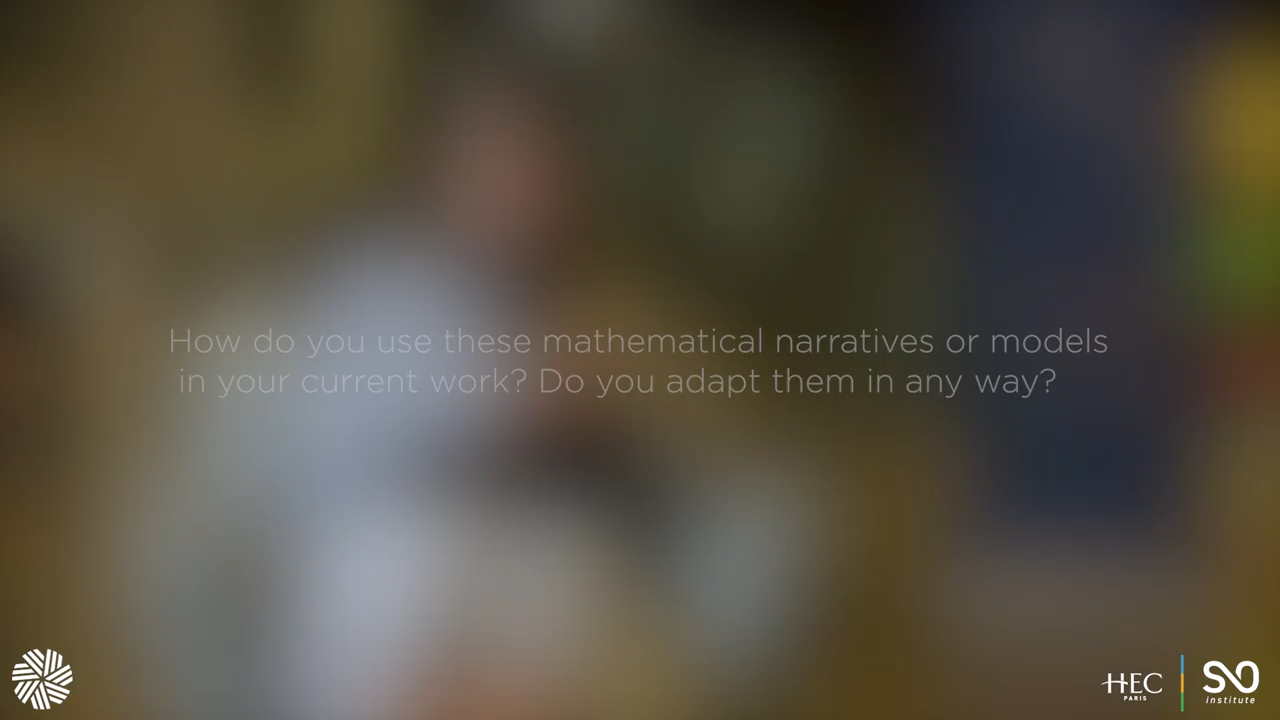 How do you use these mathematical narratives or models
in your current work? Do you adapt them in any way?
HEC
PARIS
SO
institute